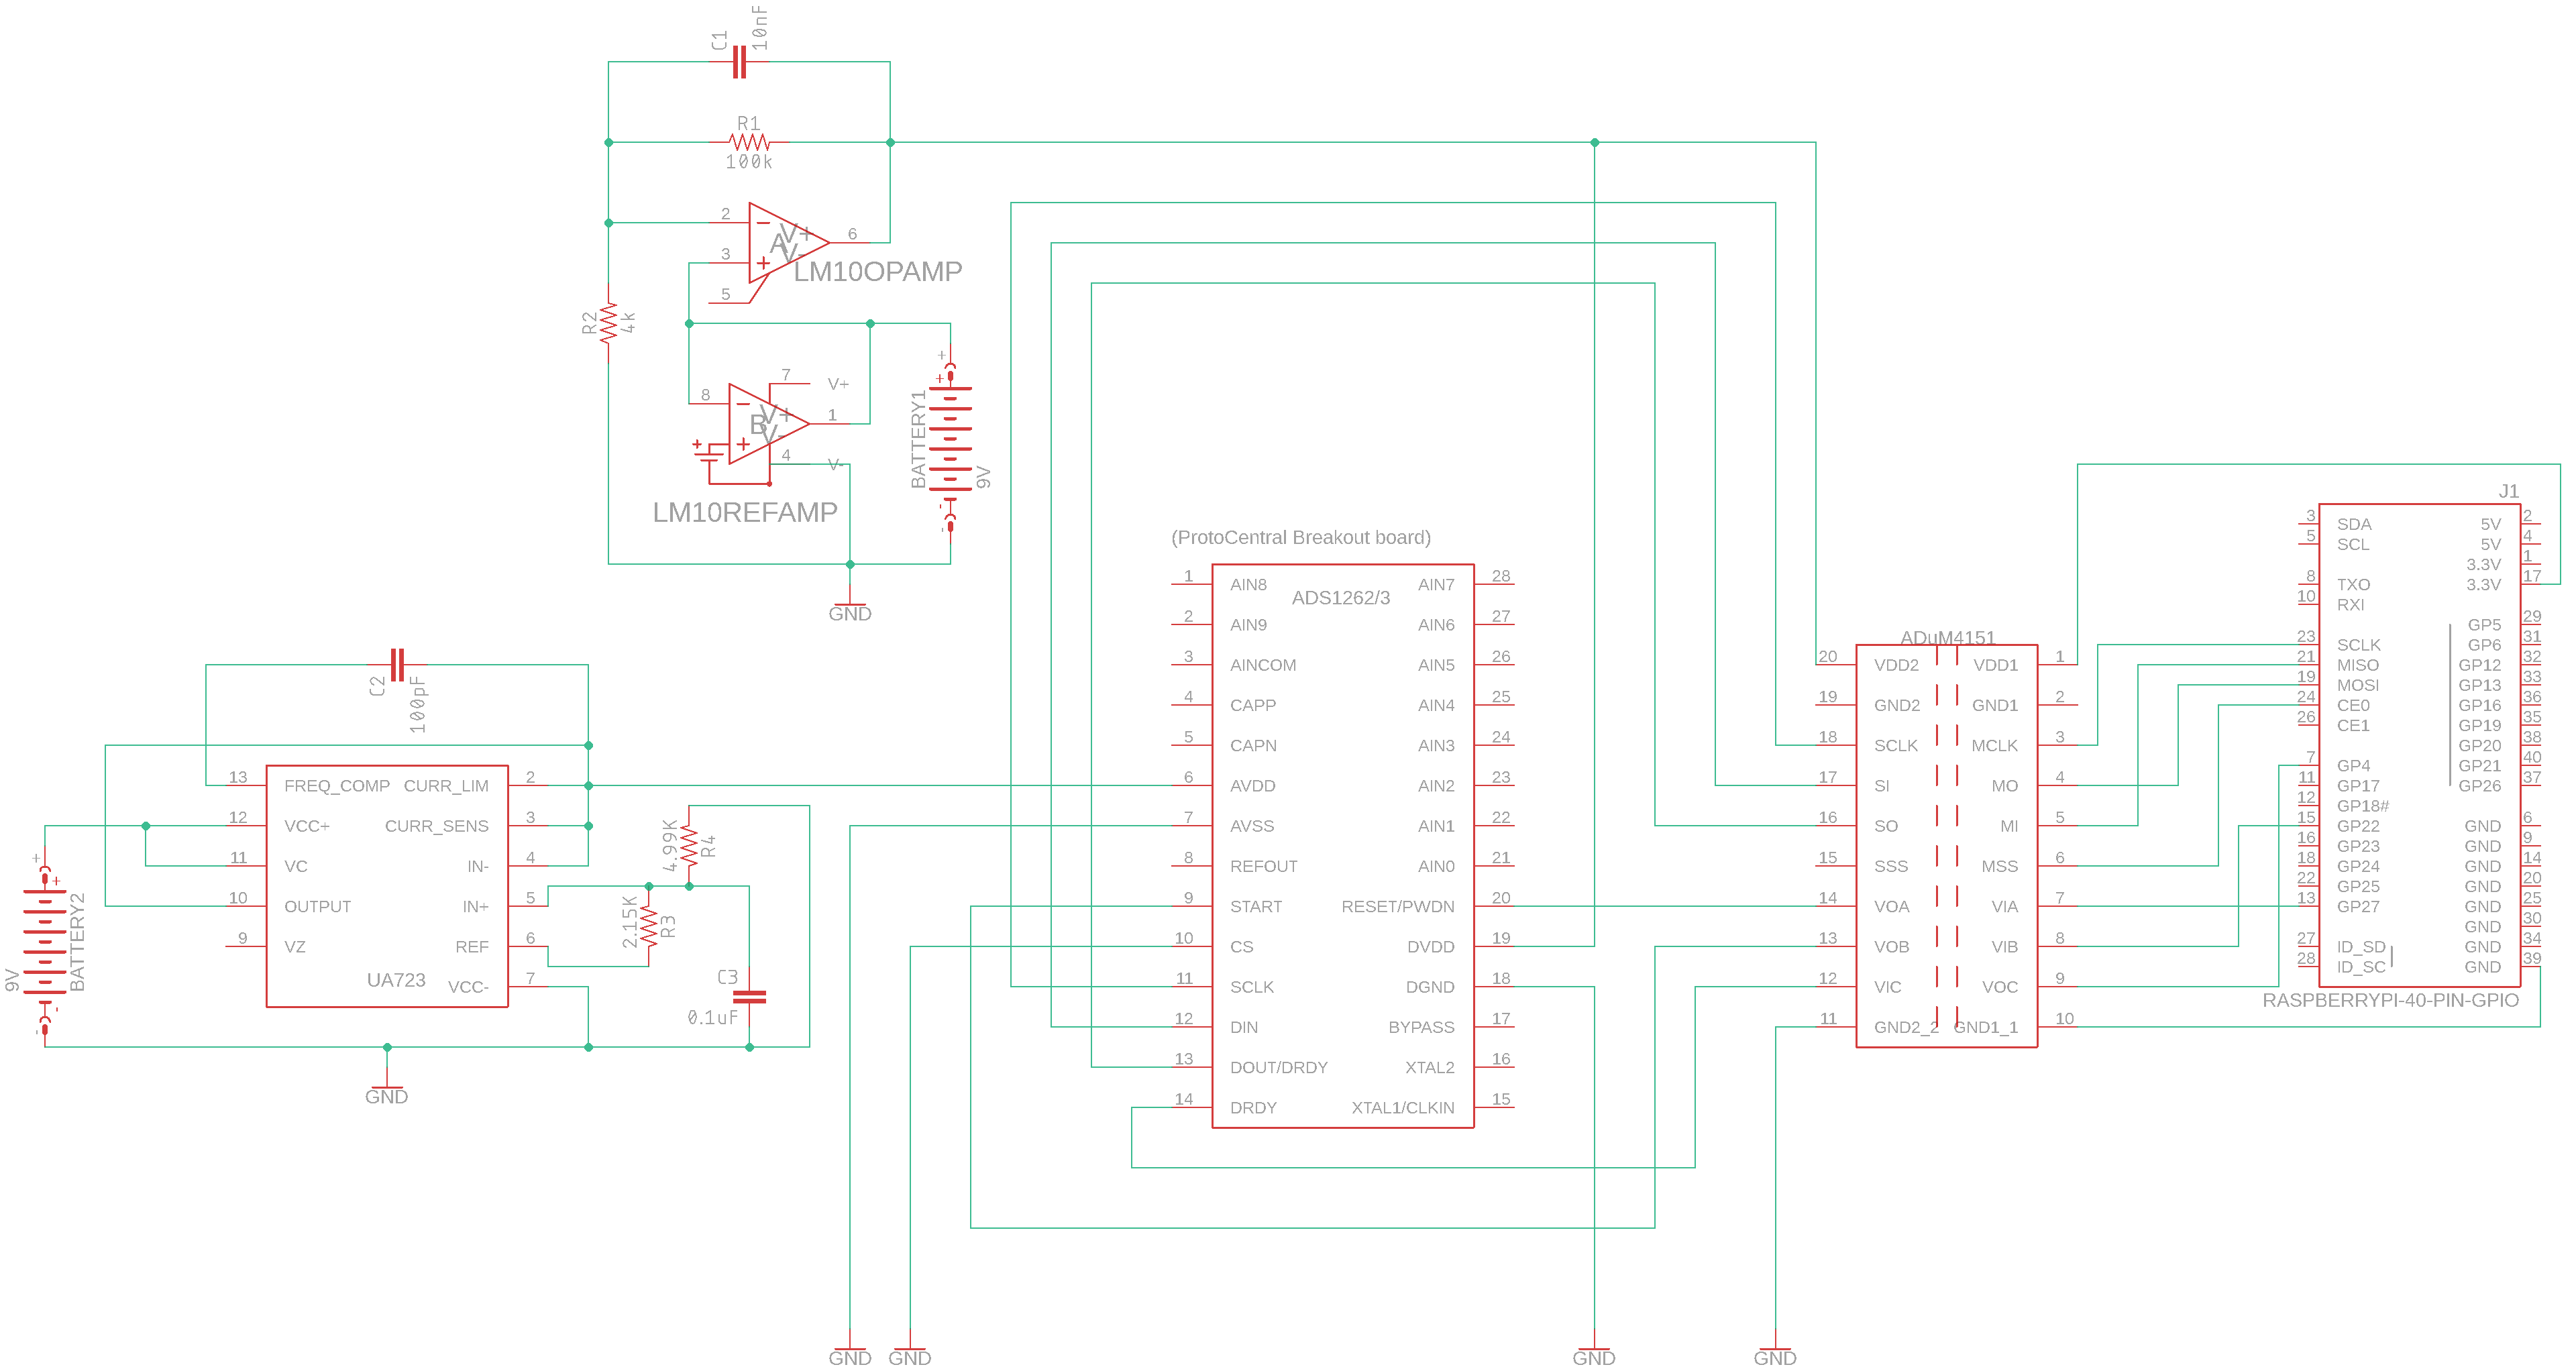 C1
10nF
R1
100k
2
3
5
6
A
V+
V-
LM10OPAMP
R2
4k
8
7
V+
1
4
V-
B
V+
V-
LM10REFAMP
+
+
-
-
BATTERY1
9V
GND
C2
100pF
13 FREQ_COMP CURR_LIM 2
12 VCC+ CURR_SENS 3
11 VC IN- 4
10 OUTPUT IN+ 5
9 VZ REF 6
UA723 VCC- 7
+
+
-
-
9V
BATTERY2
4.99K
R4
2.15K
R3
C3
0.1uF
GND
(ProtoCentral Breakout board)
ADS1262/3
1 AIN8 AIN7 28
2 AIN9 AIN6 27
3 AINCOM AIN5 26
4 CAPP AIN4 25
5 CAPN AIN3 24
6 AVDD AIN2 23
7 AVSS AIN1 22
8 REFOUT AIN0 21
9 START RESET/PWDN 20
10 CS DVDD 19
11 SCLK DGND 18
12 DIN BYPASS 17
13 DOUT/DRDY XTAL2 16
14 DRDY XTAL1/CLKIN 15
ADuM4151
20 VDD2 VDD1 1
19 GND2 GND1 2
18 SCLK MCLK 3
17 SI MO 4
16 SO MI 5
15 SSS MSS 6
14 VOA VIA 7
13 VOB VIB 8
12 VIC VOC 9
11 GND2_2 GND1_1 10
J1
3 SDA 5V 2
5 SCL 5V 4
3.3V 1
8 TXO 3.3V 17
10 RXI
GP5 29
23 SCLK GP6 31
21 MISO GP12 32
19 MOSI GP13 33
24 CE0 GP16 36
26 CE1 GP19 35
GP20 38
7 GP4 GP21 40
11 GP17 GP26 37
12 GP18#
15 GP22 GND 6
16 GP23 GND 9
18 GP24 GND 14
22 GP25 GND 20
13 GP27 GND 25
GND 30
27 ID_SD GND 34
28 ID_SC GND 39
RASPBERRYPI-40-PIN-GPIO
GND
GND
GND
GND